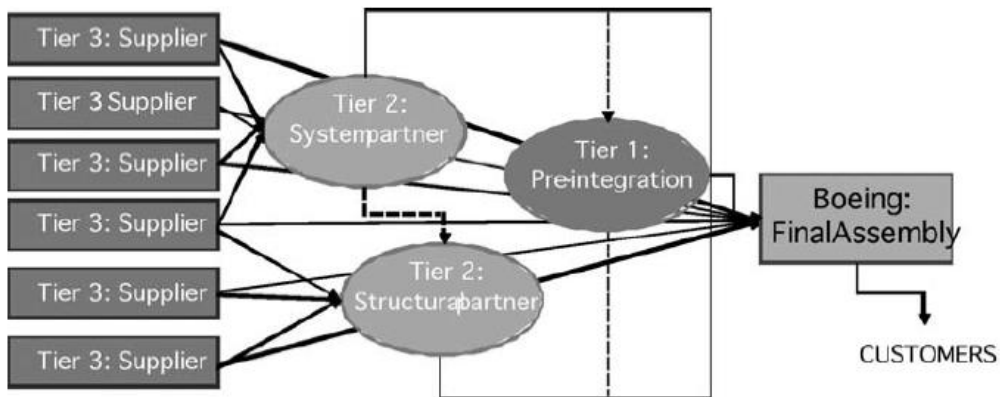 Tier 3: Supplier
Tier 3 Supplier
Tier 3: Supplier
Tier 3: Supplier
Tier 3: Supplier
Tier 3: Supplier
Tier 2:
Systempartner
Tier 2:
Structuralpartner
Tier 1:
Pre-integration
Boeing:
FinalAssembly
CUSTOMERS